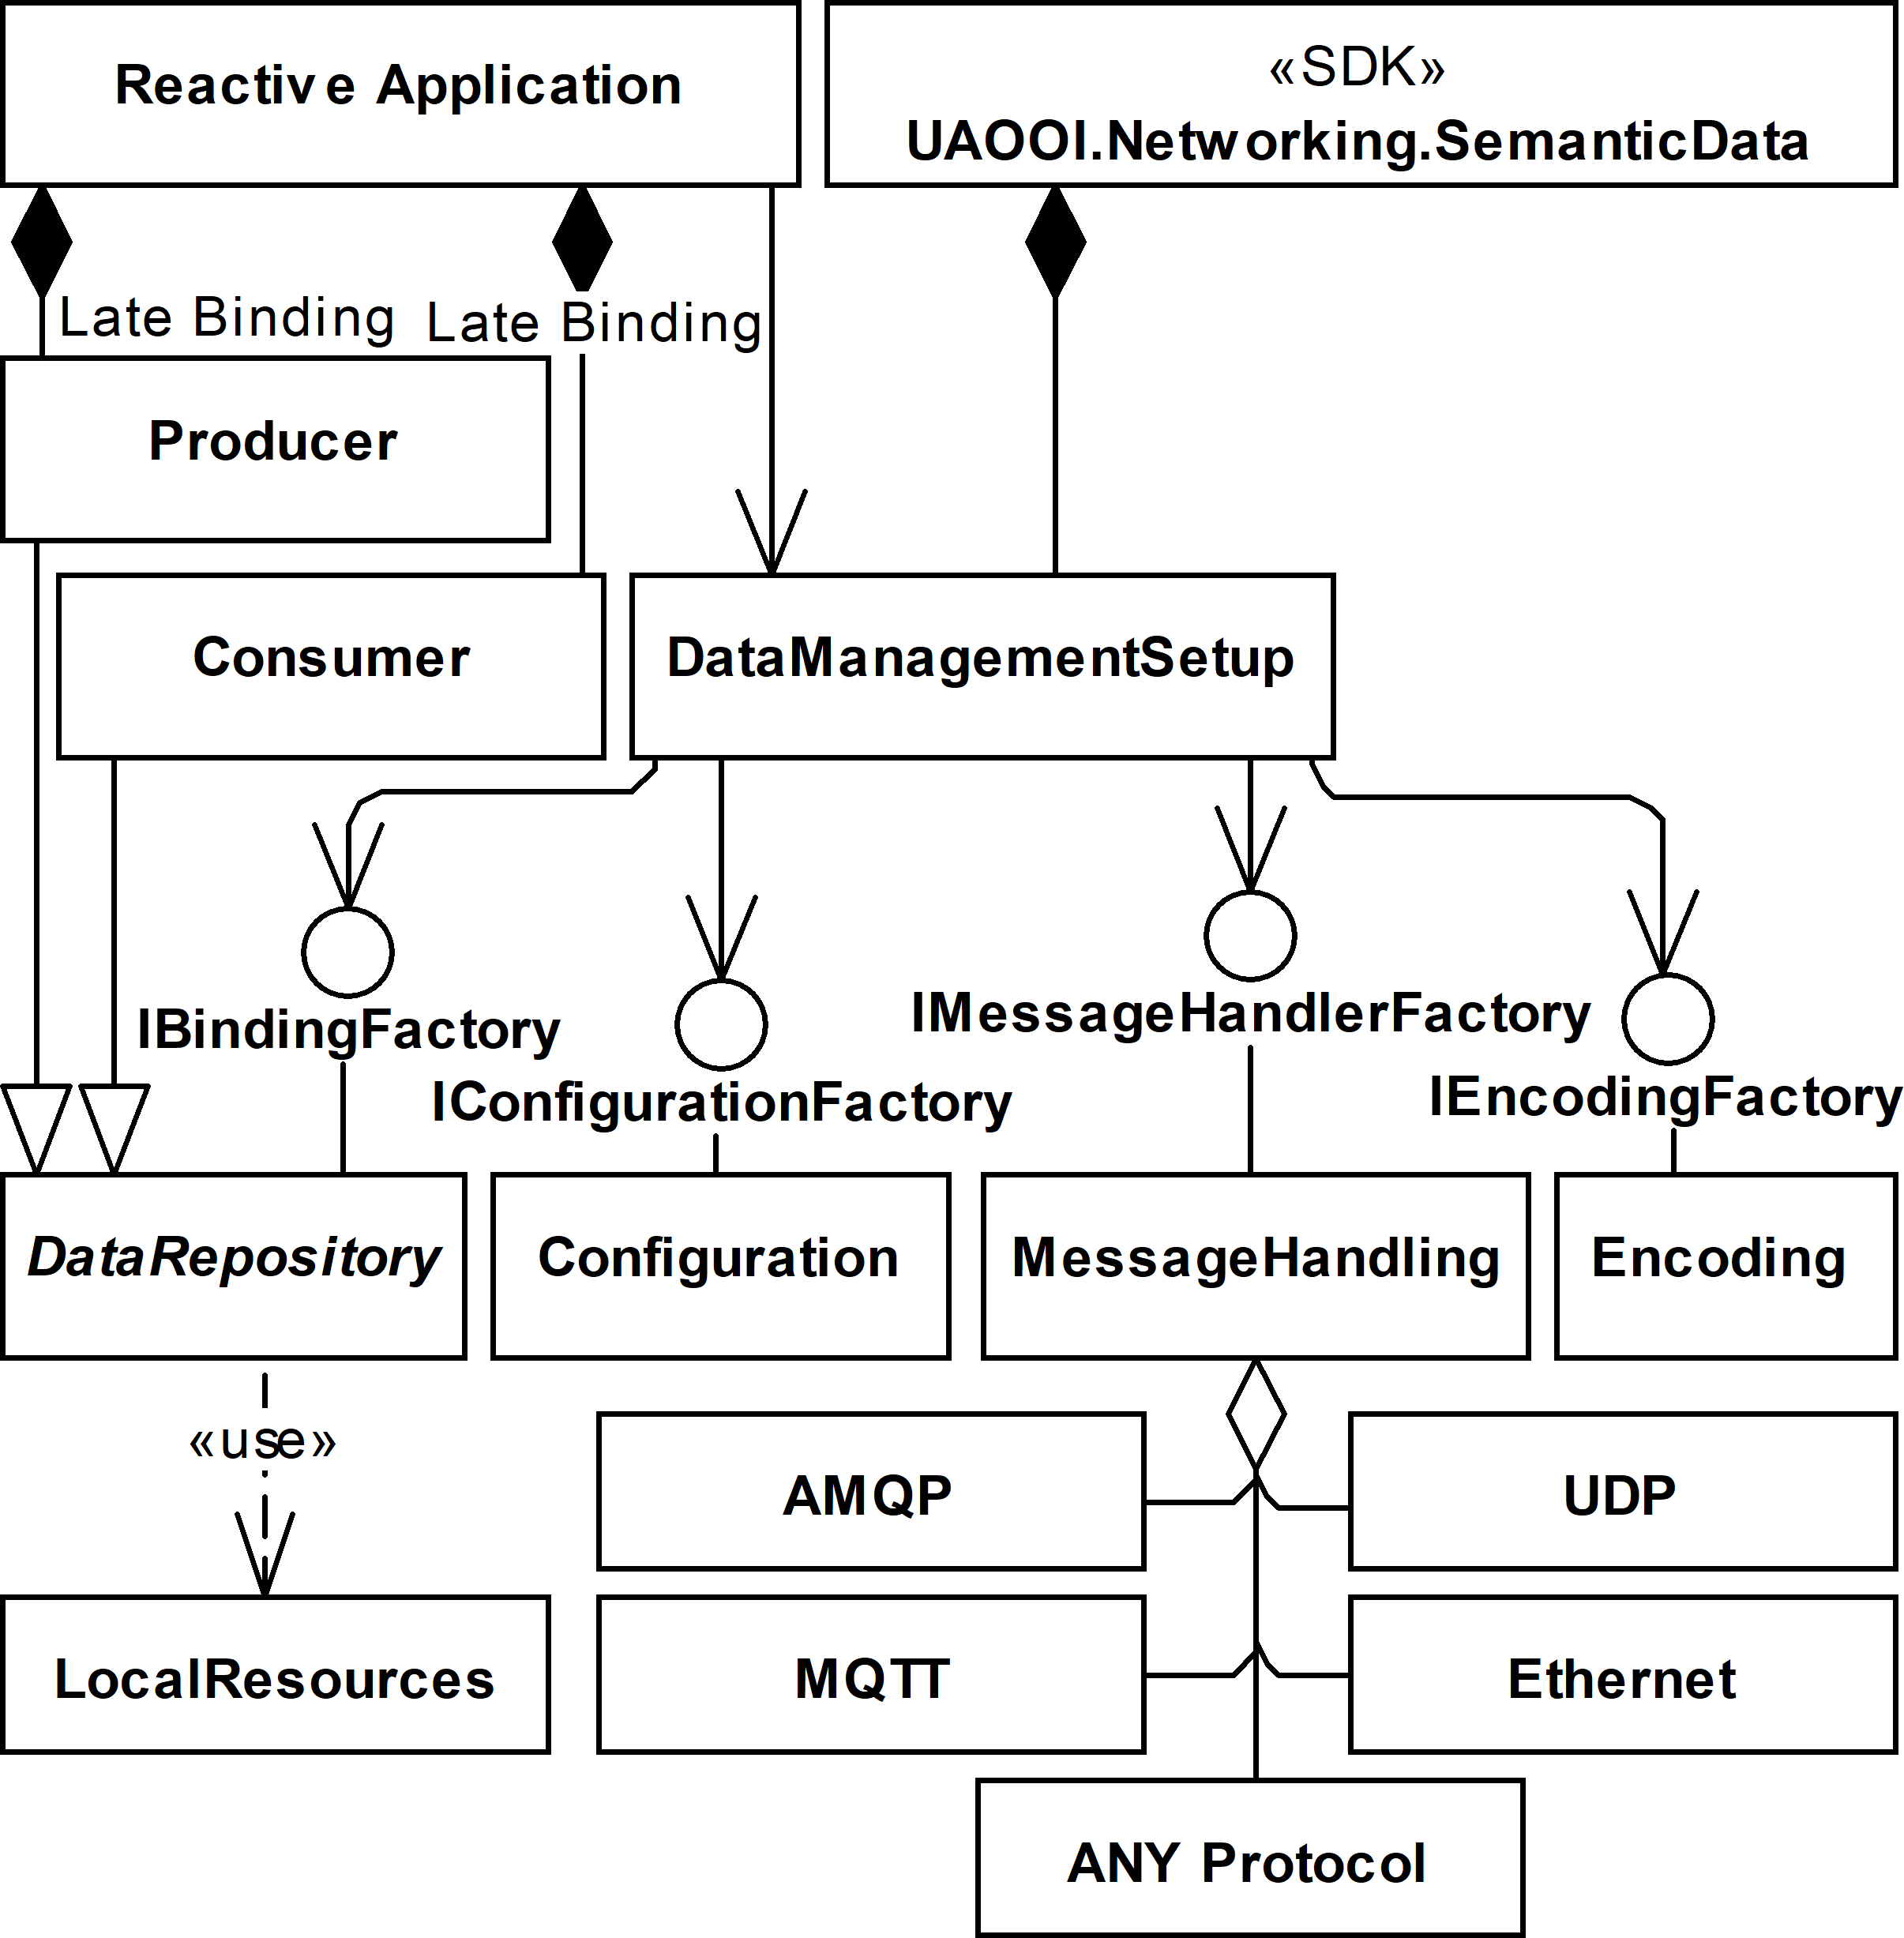 Reactive Application
«SDK»
UAOOI.Networking.SemanticData
Late Binding
Late Binding
Producer
Consumer
DataManagementSetup
IBindingFactory
IConfigurationFactory
IMessageHandlerFactory
IEncodingFactory
DataRepository
Configuration
MessageHandling
Encoding
«use»
AMQP
UDP
LocalResources
MQTT
Ethernet
ANY Protocol